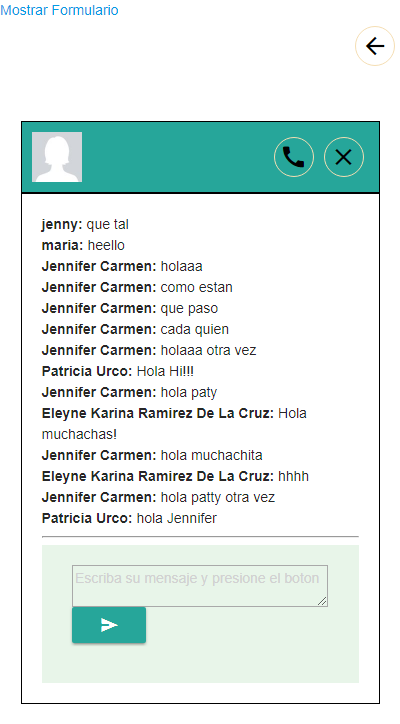 Mostrar Formulario
jenny: que tal
maria: heello
Jennifer Carmen: holaaa
Jennifer Carmen: como estan
Jennifer Carmen: que paso
Jennifer Carmen: cada quien
Jennifer Carmen: holaaa otra vez
Patricia Urco: Hola Hi!!!
Jennifer Carmen: hola paty
Eleyne Karina Ramirez De La Cruz: Hola
muchachas!
Jennifer Carmen: hola muchachita
Eleyne Karina Ramirez De La Cruz: hhhh
Jennifer Carmen: hola patty otra vez
Patricia Urco: hola Jennifer
Escriba su mensaje y presione el boton